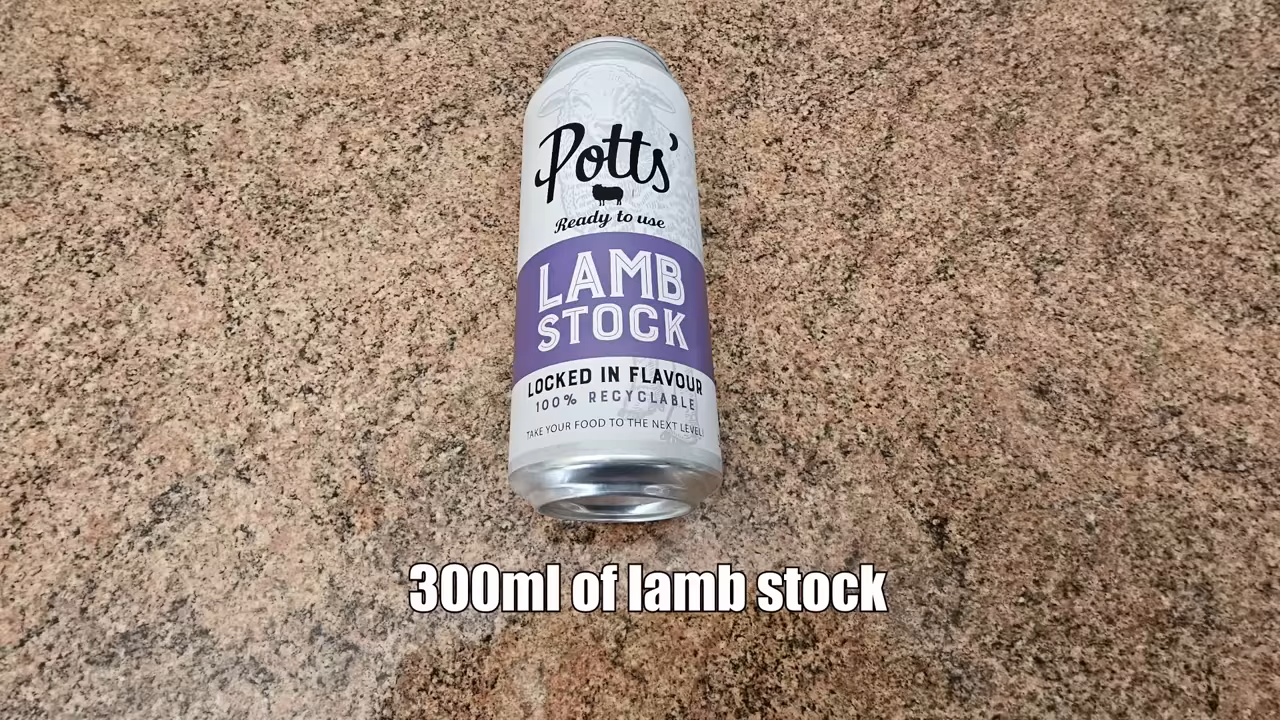 Potts'
Ready to use
LAMB
STOCK
LOCKED IN FLAVOUR
100% RECYCLABLE
TAKE YOUR FOOD TO THE NEXT LEVEL!
300ml of lamb stock